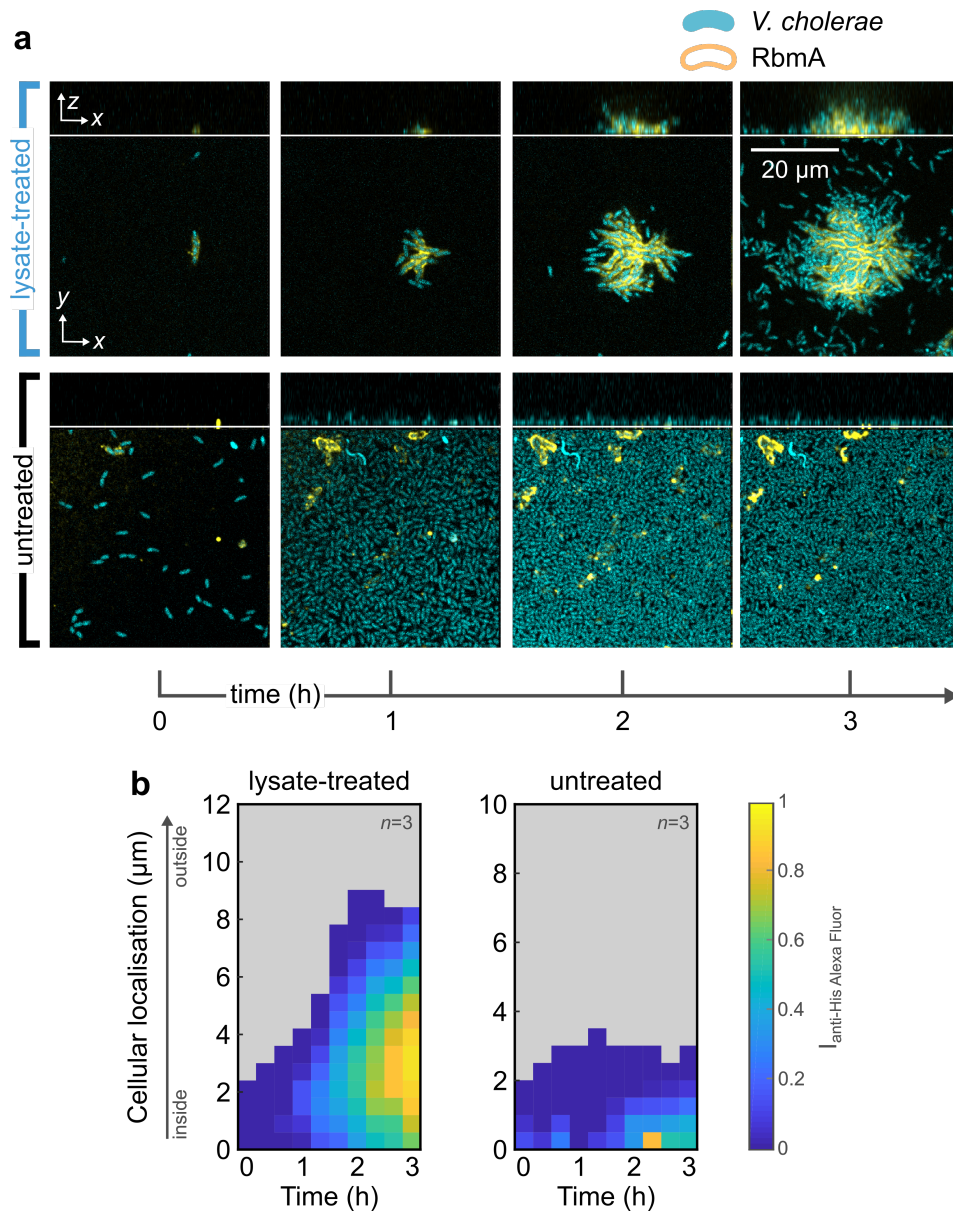 a
V. cholerae
RbmA
lysate-treated
z
x
y
x
20 µm
untreated
time (h)
0
1
2
3
b
lysate-treated
untreated
Cellular localisation (µm)
inside
outside
12
10
8
6
4
2
0
n=3
0
1
2
3
Time (h)
10
8
6
4
2
0
n=3
0
1
2
3
Time (h)
1
0.8
0.6
0.4
0.2
0
I anti-His Alexa Fluor